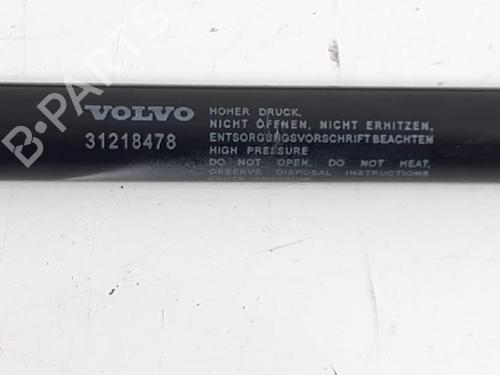 VOLVO
31218478
HOHER DRUCK.
NICHT ÖFFNEN, NICHT ERHITZEN,
ENTSORGUNGSVORSCHRIFT BEACHTEN
HIGH PRESSURE
DO NOT OPEN. DO NOT HEAT.
OBSERVE DISPOSAL INSTRUCTIONS
B-PARTS